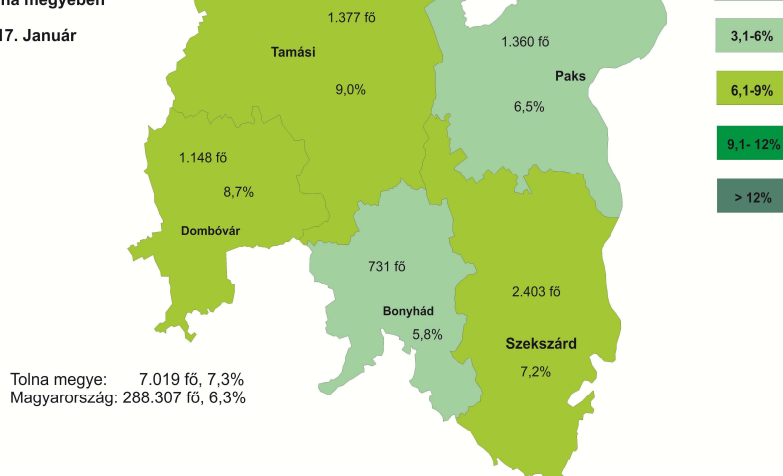 megyében
17. Január
1.377 fő
Tamási
9,0%
1.360 fő
Paks
6,5%
3,1-6%
6,1-9%
9,1- 12%
> 12%
1.148 fő
8,7%
Dombóvár
731 fő
Bonyhád
5,8%
2.403 fő
Szekszárd
7,2%
Tolna megye: 7.019 fő, 7,3%
Magyarország: 288.307 fő, 6,3%